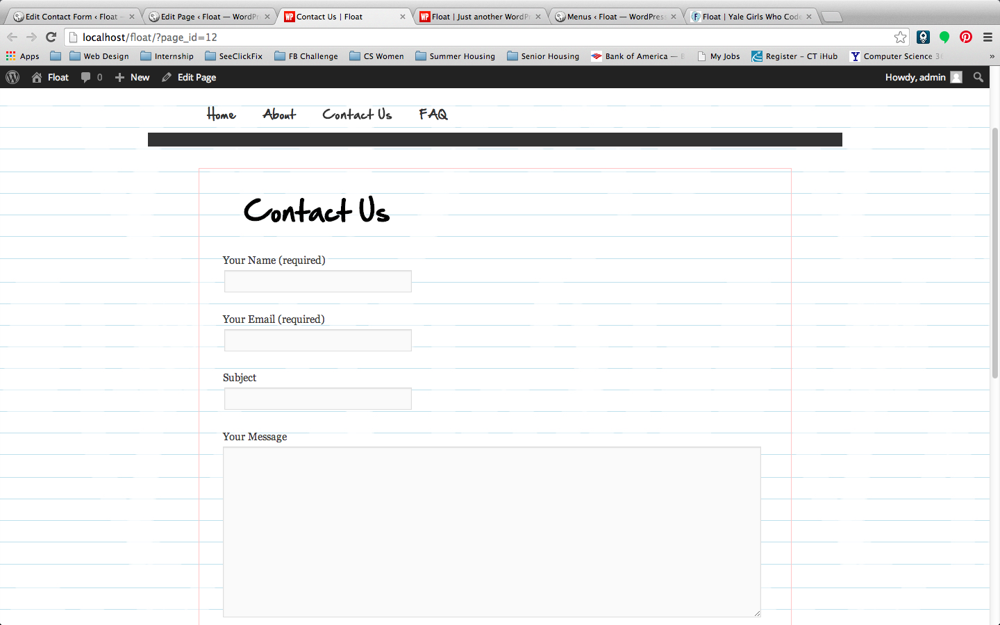 Edit Contact Form ‹ Float —
Edit Page ‹ Float — WordPr
Contact Us | Float
Float | Just another WordP
Menus ‹ Float — WordPress
Float | Yale Girls Who Code
localhost/float/?page_id=12
Apps
Web Design
Internship
SeeClickFix
FB Challenge
CS Women
Summer Housing
Senior Housing
Bank of America —
My Jobs
Register – CT iHub
Computer Science 36
»
Float
0
New
Edit Page
Howdy, admin
Home
About
Contact Us
FAQ
Contact Us
Your Name (required)
Your Email (required)
Subject
Your Message